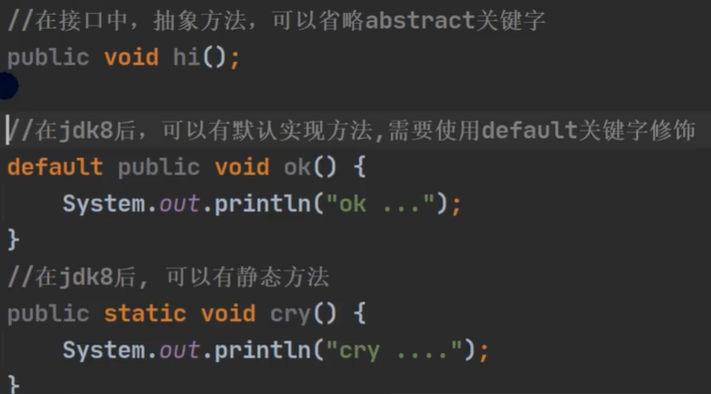 //在接口中，抽象方法，可以省略abstract关键字
public void hi();
//在jdk8后，可以有默认实现方法,需要使用default关键字修饰
default public void ok() {
System.out.println("ok ...");
}
//在jdk8后, 可以有静态方法
public static void cry() {
System.out.println("cry ....");
}